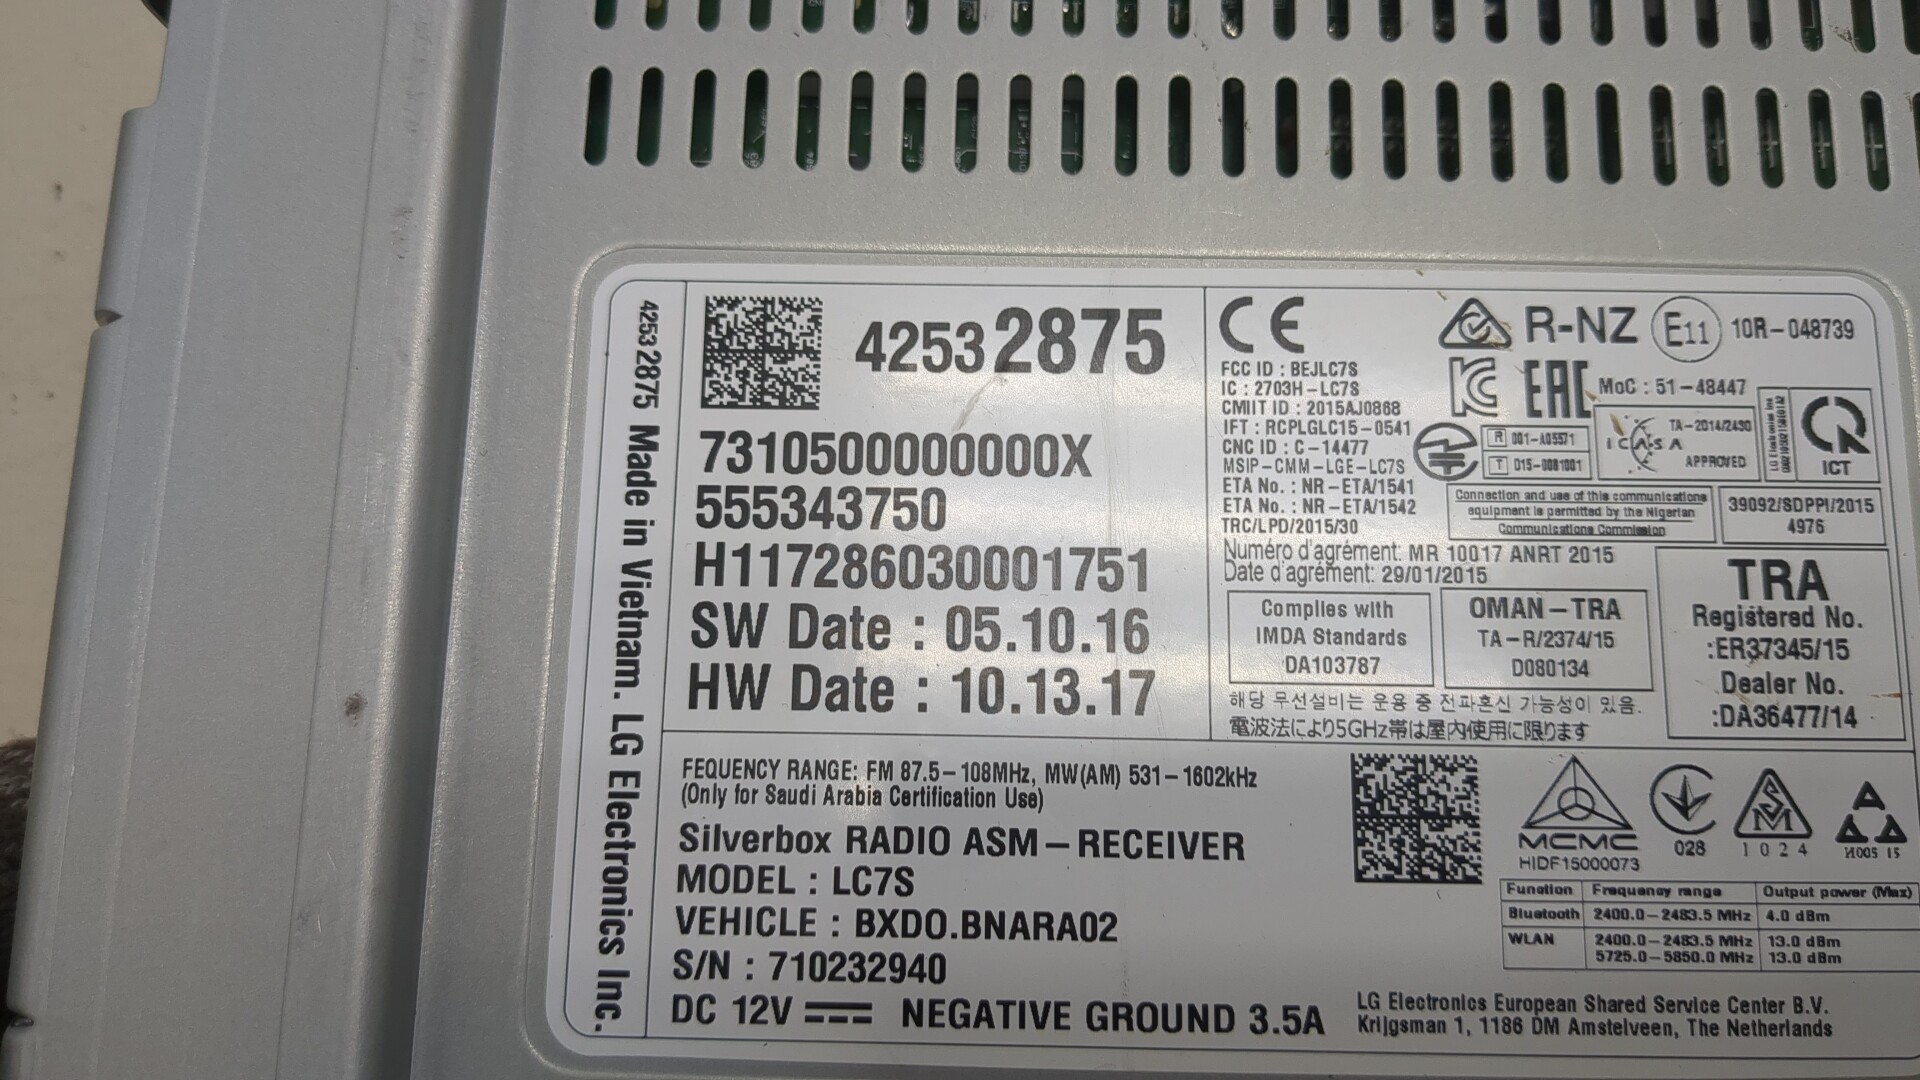 42532875 Made in Vietnam. LG Electronics Inc.
42532875
7310500000000X
555343750
H117286030001751
SW Date : 05.10.16
HW Date : 10.13.17
CE
FCC ID : BEJLC7S
IC : 2703H-LC7S
CMIIT ID : 2015AJ0868
IFT : RCPLGLC15-0541
CNC ID : C-14477
MSIP-CMM-LGE-LC7S
ETA No. : NR-ETA/1541
ETA No. : NR-ETA/1542
TRC/LPD/2015/30
Numéro d'agrément: MR 10017 ANRT 2015
Date d'agrément: 29/01/2015
R-NZ
E11
10R-048739
EAC
MoC : 51-48447
R 001-A05571
T D15-0081001
ICASA
TA-2014/2430
APPROVED
LG Electronics Inc
ICT
Connection and use of this communications
equipment is permitted by the Nigerian
Communications Commission
39092/SDPPI/2015
4976
Complies with
IMDA Standards
DA103787
OMAN-TRA
TA-R/2374/15
D080134
TRA
Registered No.
:ER37345/15
Dealer No.
:DA36477/14
해당 무선설비는 운용 중 전파혼신 가능성이 있음.
電波法により5GHz帯は屋内使用に限ります
FEQUENCY RANGE: FM 87.5-108MHz, MW(AM) 531-1602kHz
(Only for Saudi Arabia Certification Use)
Silverbox RADIO ASM-RECEIVER
MODEL : LC7S
VEHICLE : BXDO.BNARA02
S/N : 710232940
DC 12V NEGATIVE GROUND 3.5A
MCMC
HIDF15000073
028
1024
Function Frequency range Output power (Max)
Bluetooth 2400.0-2483.5 MHz 4.0 dBm
WLAN 2400.0-2483.5 MHz 13.0 dBm
5725.0-5850.0 MHz 13.0 dBm
LG Electronics European Shared Service Center B.V.
Krijgsman 1, 1186 DM Amstelveen, The Netherlands